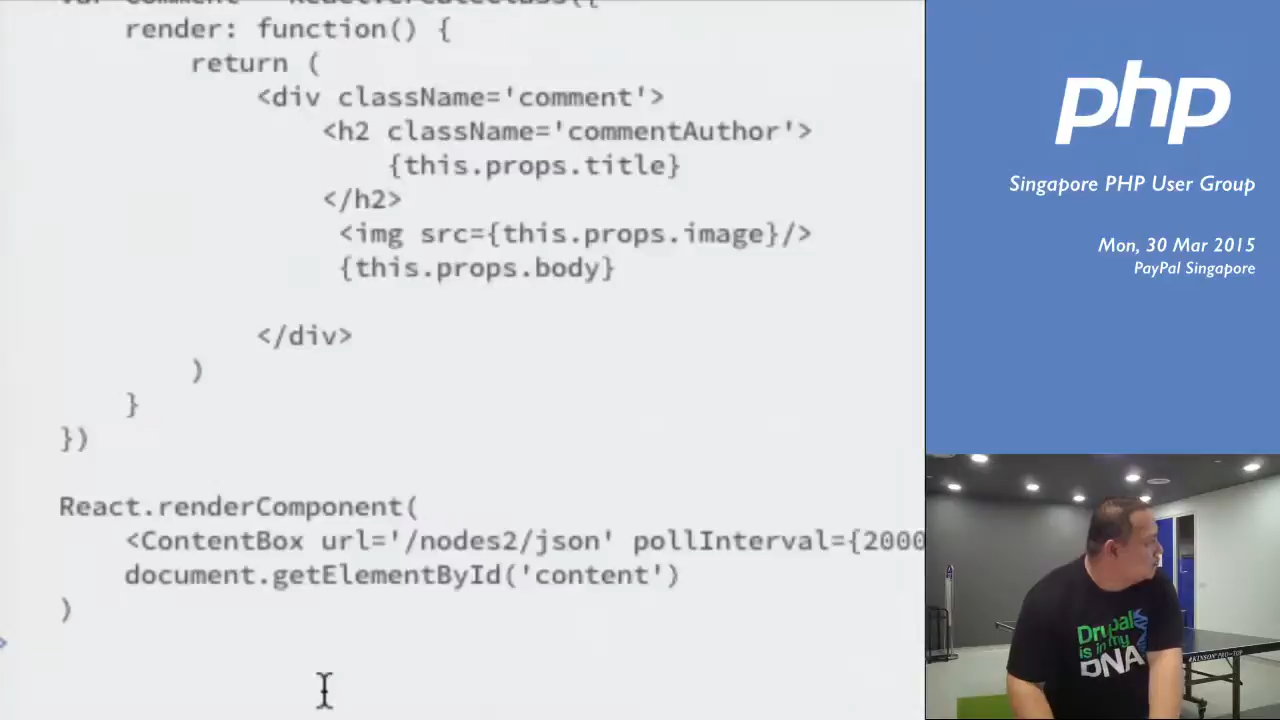 render: function() {
return (
<div className='comment'>
<h2 className='commentAuthor'>
{this.props.title}
</h2>
<img src={this.props.image}/>
{this.props.body}
</div>
)
}
})
React.renderComponent(
<ContentBox url='/nodes2/json' pollInterval={2000
document.getElementById('content')
)
php
Singapore PHP User Group
Mon, 30 Mar 2015
PayPal Singapore
Drupal
is in my
DNA